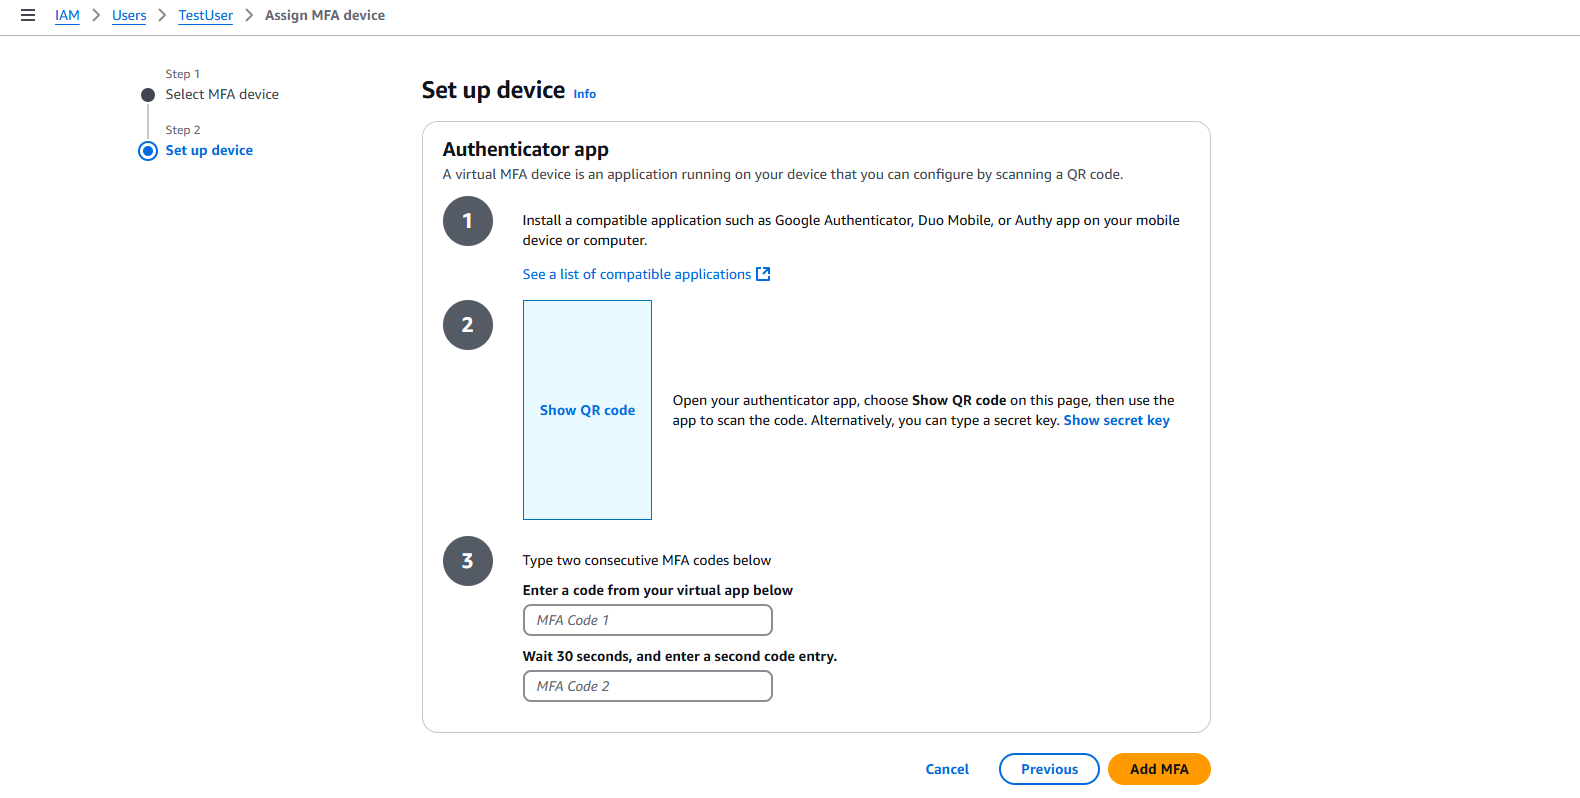 IAM > Users > TestUser > Assign MFA device
Step 1
Select MFA device
Step 2
Set up device
Set up device Info
Authenticator app
A virtual MFA device is an application running on your device that you can configure by scanning a QR code.
1
Install a compatible application such as Google Authenticator, Duo Mobile, or Authy app on your mobile
device or computer.
See a list of compatible applications
2
Show QR code
Open your authenticator app, choose Show QR code on this page, then use the
app to scan the code. Alternatively, you can type a secret key. Show secret key
3
Type two consecutive MFA codes below
Enter a code from your virtual app below
MFA Code 1
Wait 30 seconds, and enter a second code entry.
MFA Code 2
Cancel Previous Add MFA